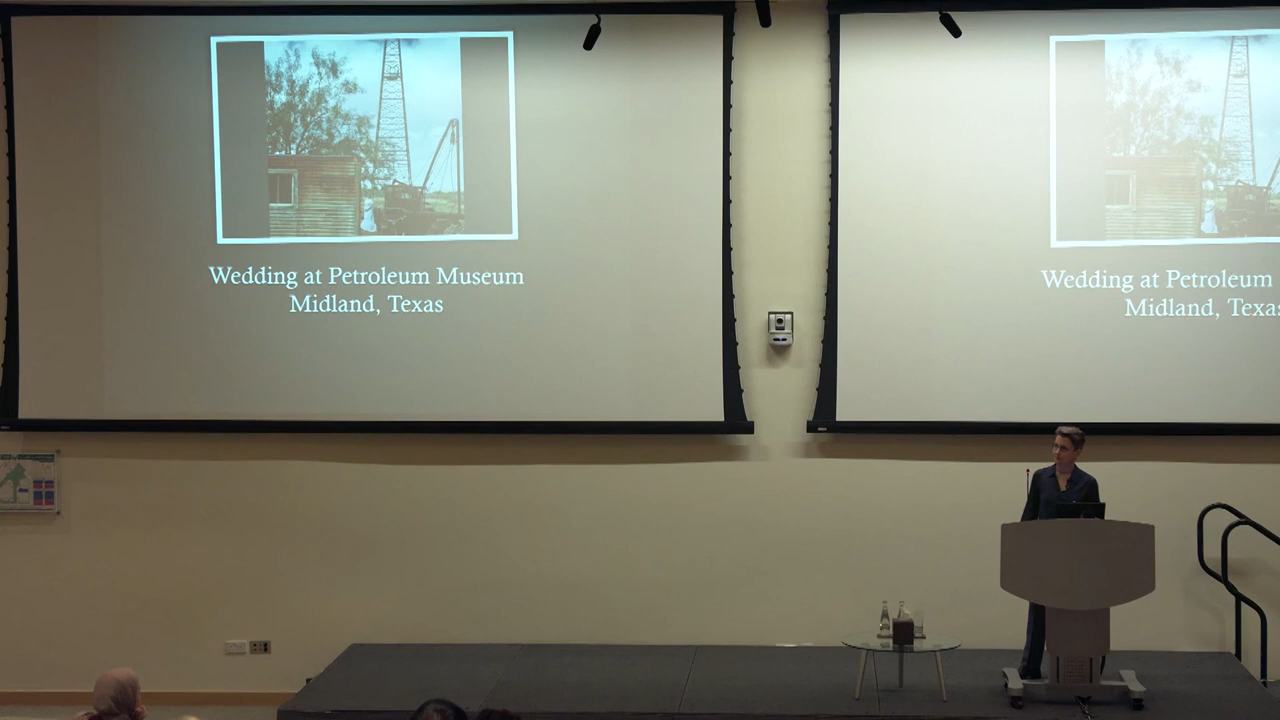 Wedding at Petroleum Museum
Midland, Texas
Wedding at Petroleum
Midland, Texas